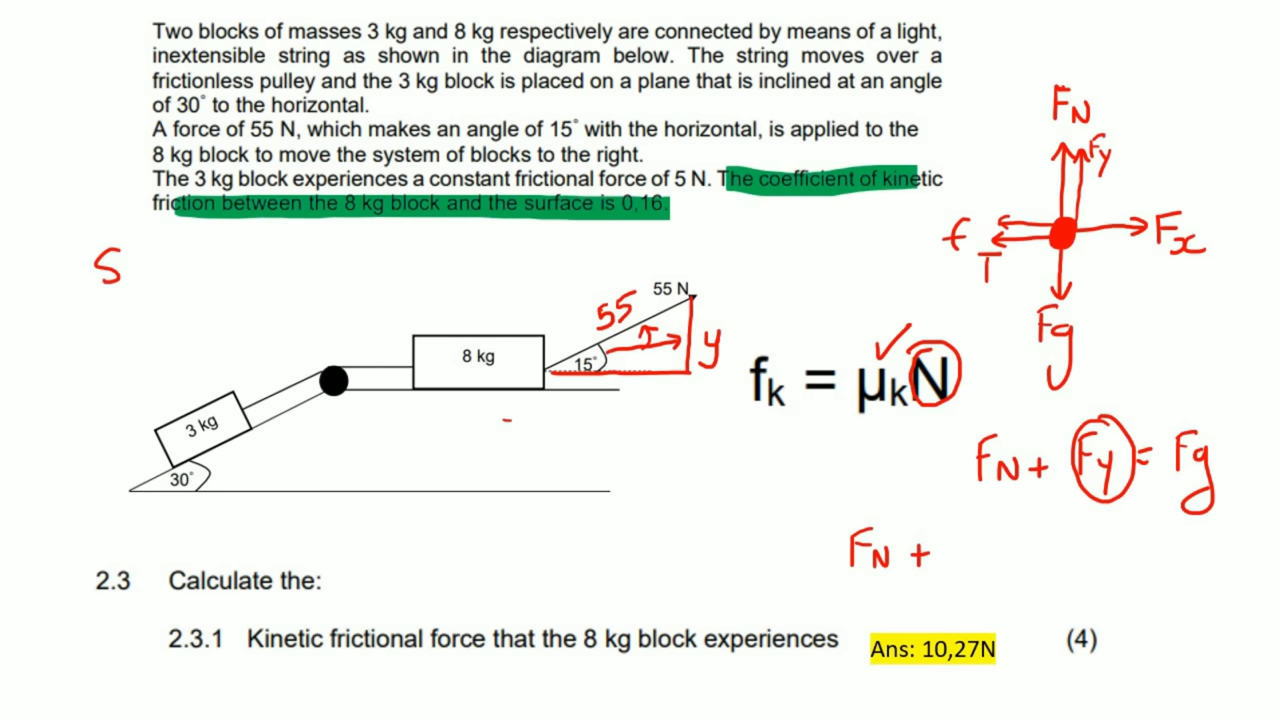 Two blocks of masses 3 kg and 8 kg respectively are connected by means of a light,
inextensible string as shown in the diagram below. The string moves over a
frictionless pulley and the 3 kg block is placed on a plane that is inclined at an angle
of 30° to the horizontal.
A force of 55 N, which makes an angle of 15° with the horizontal, is applied to the
8 kg block to move the system of blocks to the right.
The 3 kg block experiences a constant frictional force of 5 N. The coefficient of kinetic
friction between the 8 kg block and the surface is 0,16.
FN
Fy
f
T
Fx
Fg
S
55 N
55
8 kg
15°
y
3 kg
30°
fk = μkN
FN + Fy = Fg
FN +
2.3 Calculate the:
2.3.1 Kinetic frictional force that the 8 kg block experiences Ans: 10,27N (4)